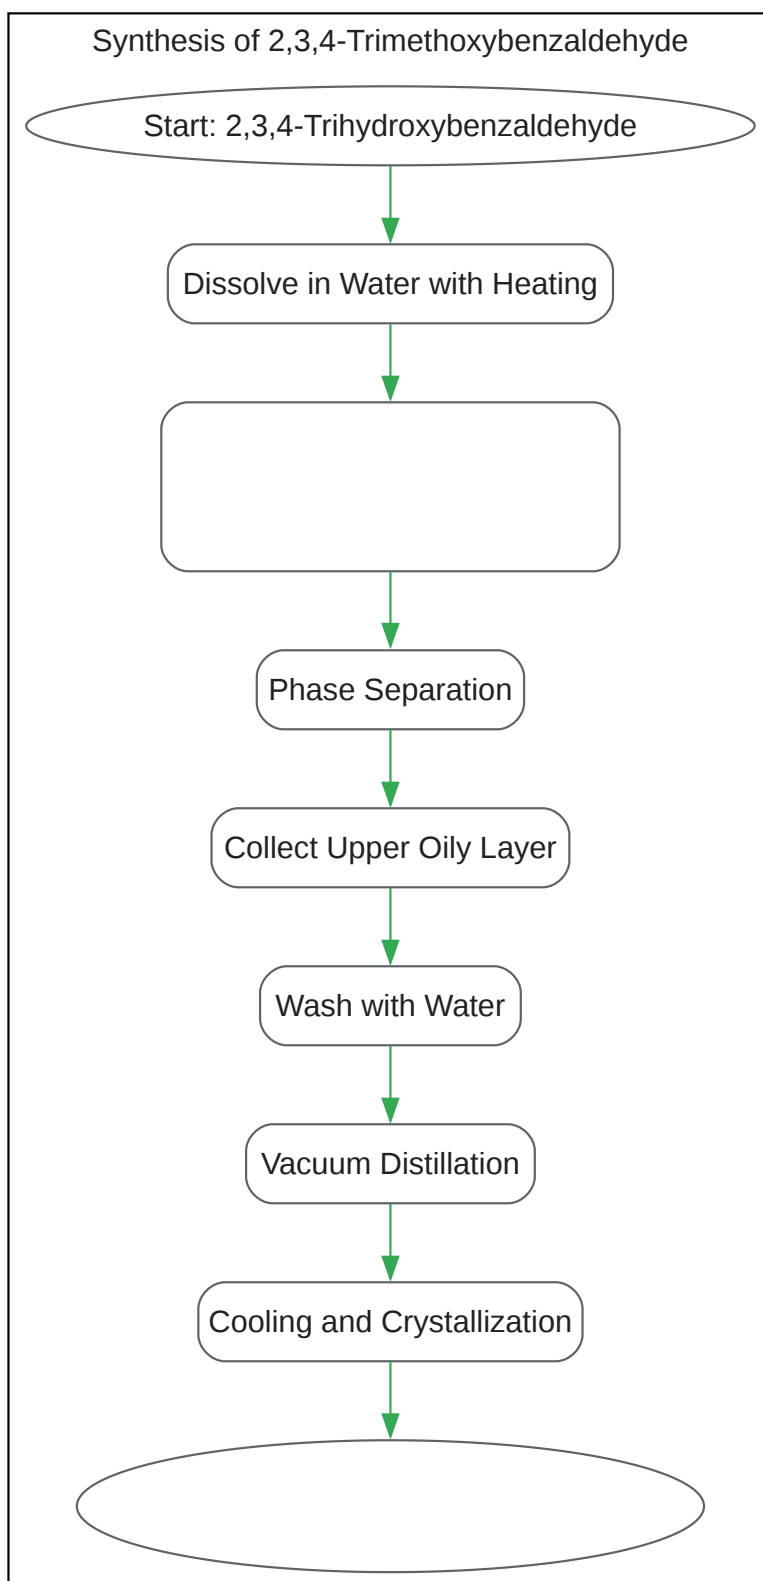 Synthesis of 2,3,4-Trimethoxybenzaldehyde
Start: 2,3,4-Trihydroxybenzaldehyde
Dissolve in Water with Heating
Phase Separation
Collect Upper Oily Layer
Wash with Water
Vacuum Distillation
Cooling and Crystallization